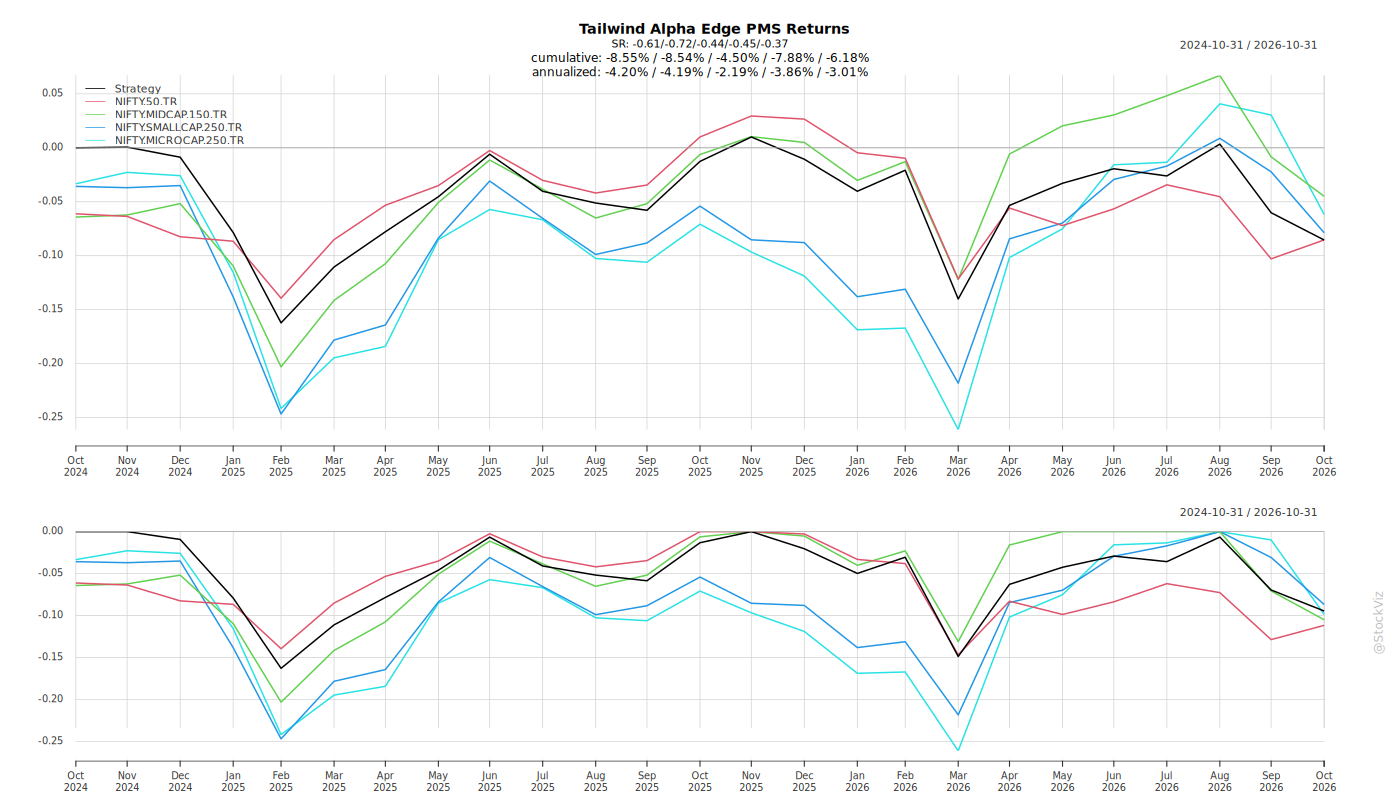 Tailwind Alpha Edge PMS Returns
SR: -0.61/-0.72/-0.44/-0.45/-0.37
2024-10-31 / 2026-10-31
cumulative: -8.55% / -8.54% / -4.50% / -7.88% / -6.18%
annualized: -4.20% / -4.19% / -2.19% / -3.86% / -3.01%
Strategy
NIFTY.50.TR
NIFTY.MIDCAP.150.TR
NIFTY.SMALLCAP.250.TR
NIFTY.MICROCAP.250.TR
0.05
0.00
-0.05
-0.10
-0.15
-0.20
-0.25
Oct Nov Dec Jan Feb Mar Apr May Jun Jul Aug Sep Oct Nov Dec Jan Feb Mar Apr May Jun Jul Aug Sep Oct
2024 2024 2024 2025 2025 2025 2025 2025 2025 2025 2025 2025 2025 2025 2025 2026 2026 2026 2026 2026 2026 2026 2026 2026 2026
2024-10-31 / 2026-10-31
0.00
-0.05
-0.10
-0.15
-0.20
-0.25
Oct Nov Dec Jan Feb Mar Apr May Jun Jul Aug Sep Oct Nov Dec Jan Feb Mar Apr May Jun Jul Aug Sep Oct
2024 2024 2024 2025 2025 2025 2025 2025 2025 2025 2025 2025 2025 2025 2025 2026 2026 2026 2026 2026 2026 2026 2026 2026 2026
@StockViz